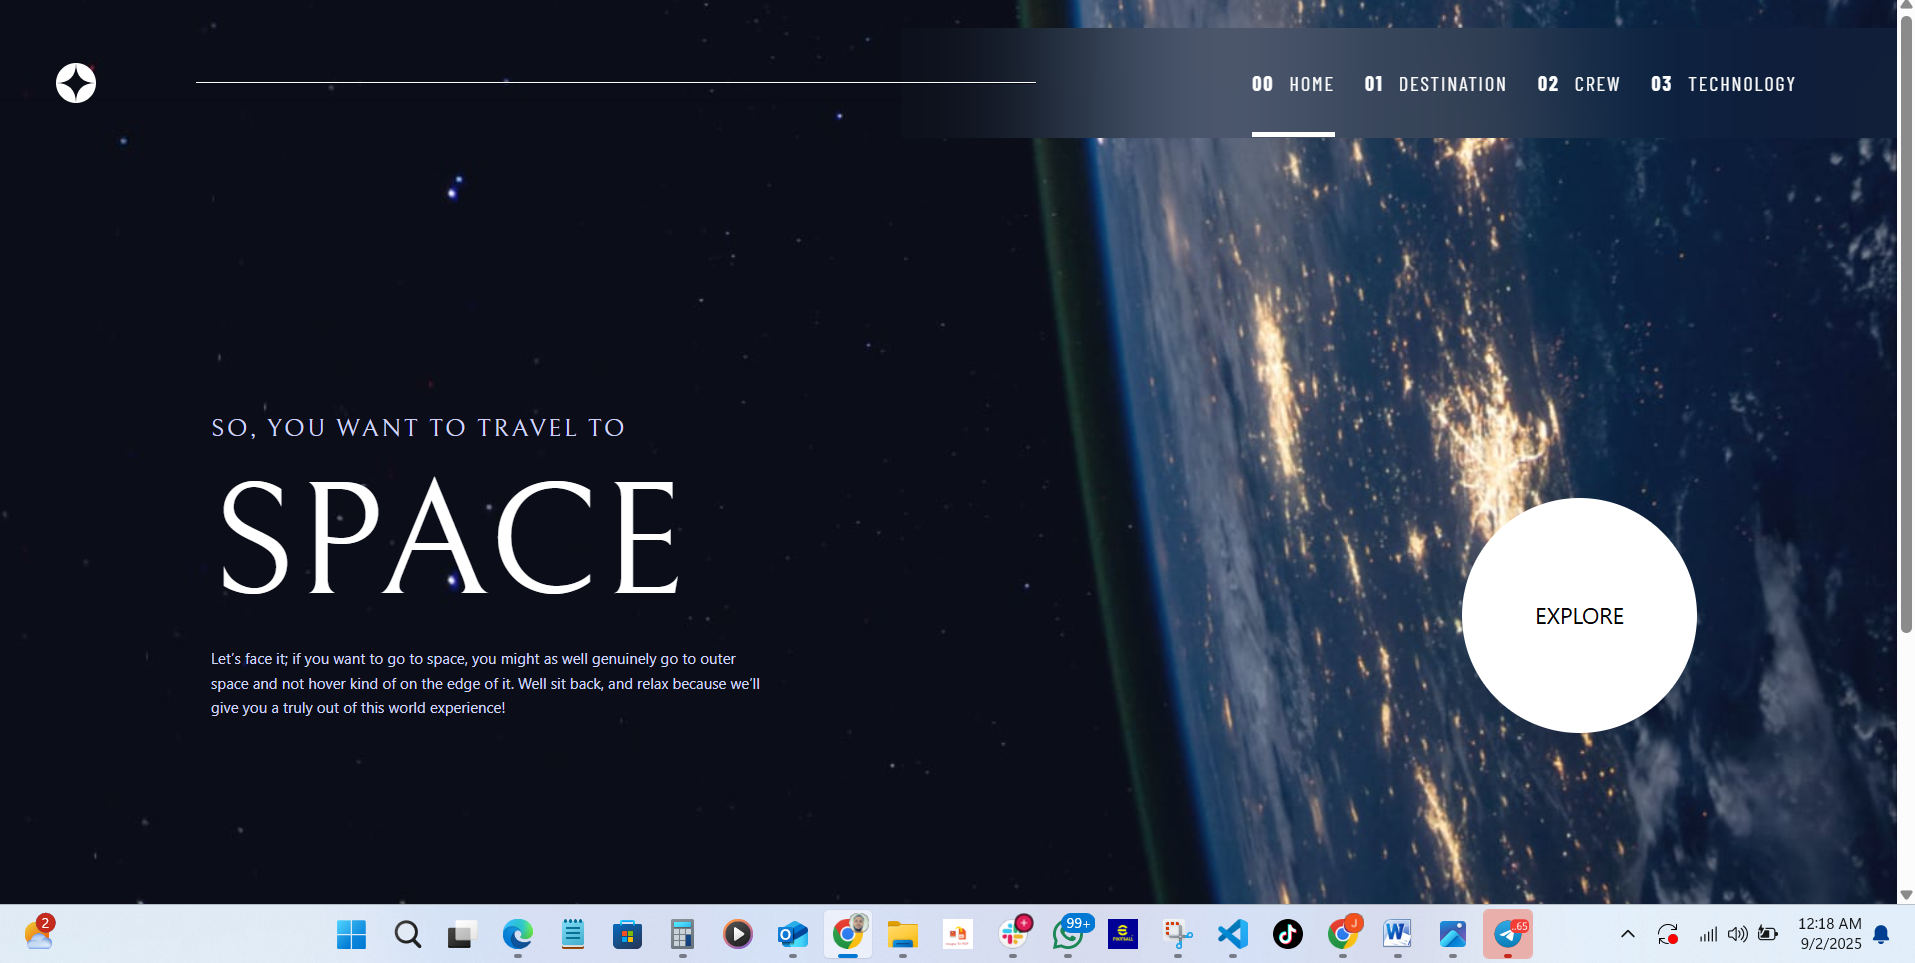 00 HOME 01 DESTINATION 02 CREW 03 TECHNOLOGY
SO, YOU WANT TO TRAVEL TO
SPACE
Let’s face it; if you want to go to space, you might as well genuinely go to outer
space and not hover kind of on the edge of it. Well sit back, and relax because we’ll
give you a truly out of this world experience!
EXPLORE
2
99+
FOOTBALL
J
W
..65
12:18 AM
9/2/2025